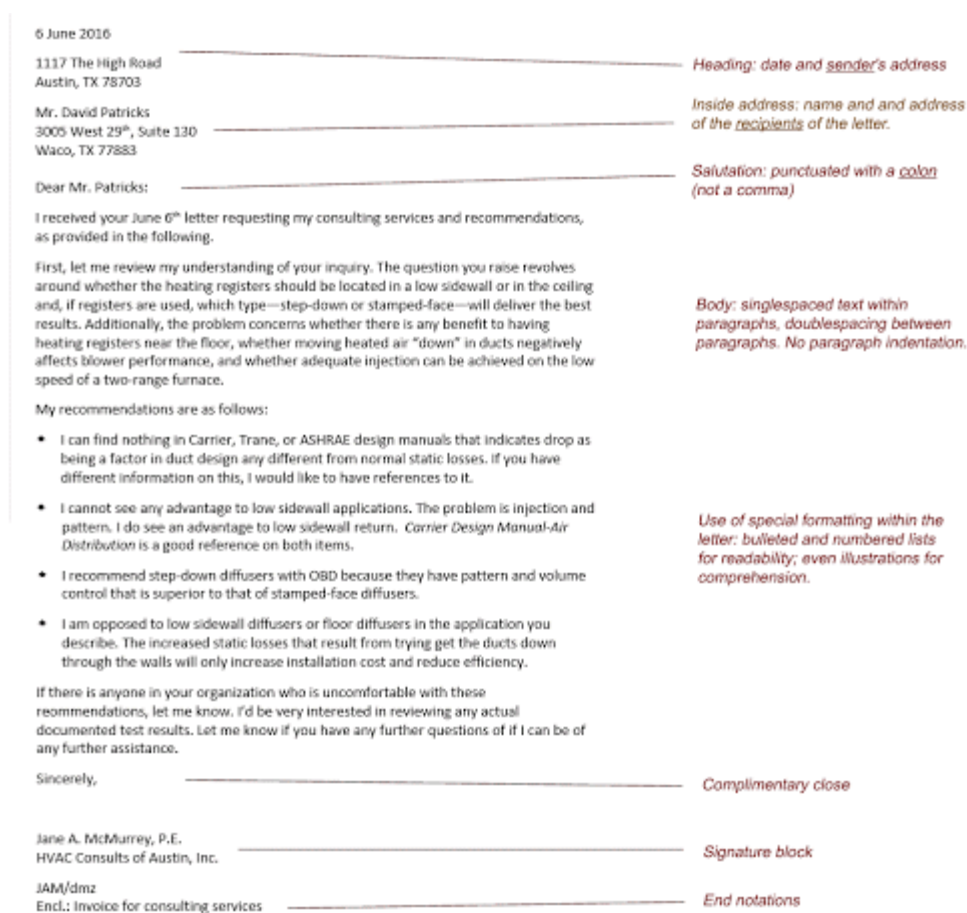 6 June 2016
1117 The High Road
Austin, TX 78703
Heading: date and sender's address
Mr. David Patricks
3005 West 29th, Suite 130
Waco, TX 77883
Inside address: name and and address
of the recipients of the letter.
Dear Mr. Patricks:
Salutation: punctuated with a colon
(not a comma)
I received your June 6th letter requesting my consulting services and recommendations,
as provided in the following.
First, let me review my understanding of your inquiry. The question you raise revolves
around whether the heating registers should be located in a low sidewall or in the ceiling
and, if registers are used, which type—step-down or stamped-face—will deliver the best
results. Additionally, the problem concerns whether there is any benefit to having
heating registers near the floor, whether moving heated air "down" in ducts negatively
affects blower performance, and whether adequate injection can be achieved on the low
speed of a two-range furnace.
Body: singlespaced text within
paragraphs, doublespacing between
paragraphs. No paragraph indentation.
My recommendations are as follows:
• I can find nothing in Carrier, Trane, or ASHRAE design manuals that indicates drop as
being a factor in duct design any different from normal static losses. If you have
different information on this, I would like to have references to it.
• I cannot see any advantage to low sidewall applications. The problem is injection and
pattern. I do see an advantage to low sidewall return. Carrier Design Manual-Air
Distribution is a good reference on both items.
• I recommend step-down diffusers with OBD because they have pattern and volume
control that is superior to that of stamped-face diffusers.
• I am opposed to low sidewall diffusers or floor diffusers in the application you
describe. The increased static losses that result from trying get the ducts down
through the walls will only increase installation cost and reduce efficiency.
Use of special formatting within the
letter: bulleted and numbered lists
for readability; even illustrations for
comprehension.
If there is anyone in your organization who is uncomfortable with these
reommendations, let me know. I'd be very interested in reviewing any actual
documented test results. Let me know if you have any further questions of if I can be of
any further assistance.
Sincerely,
Complimentary close
Jane A. McMurrey, P.E.
HVAC Consults of Austin, Inc.
Signature block
JAM/dmz
Encl.: Invoice for consulting services
End notations